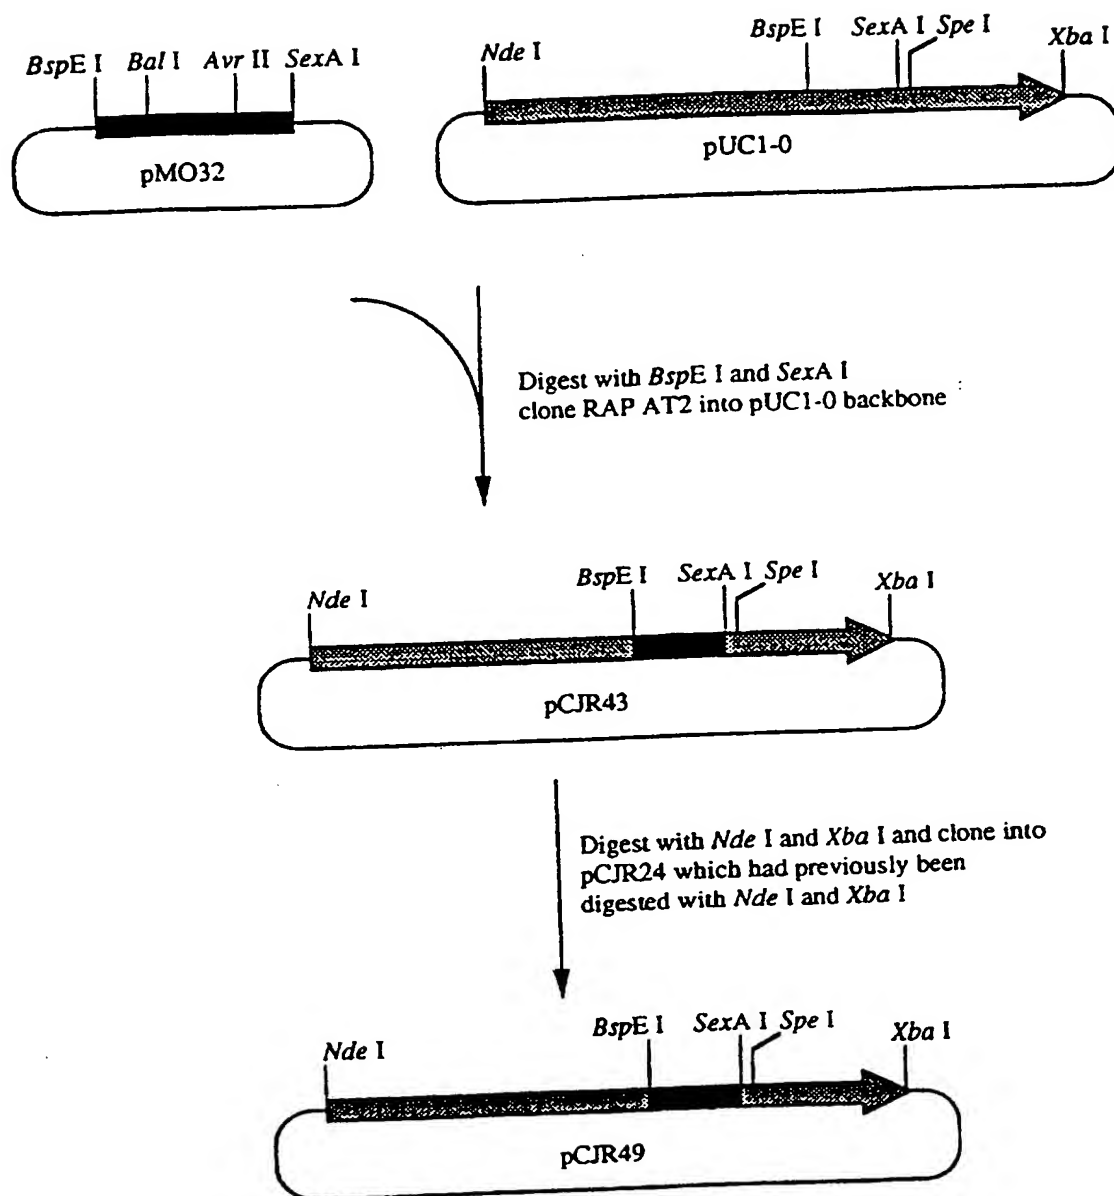 BspE I Bal I Avr II SexA I
pMO32
Nde I BspE I SexA I Spe I Xba I
pUC1-0
Digest with BspE I and SexA I
clone RAP AT2 into pUC1-0 backbone
Nde I BspE I SexA I Spe I Xba I
pCJR43
Digest with Nde I and Xba I and clone into
pCJR24 which had previously been
digested with Nde I and Xba I
Nde I BspE I SexA I Spe I Xba I
pCJR49